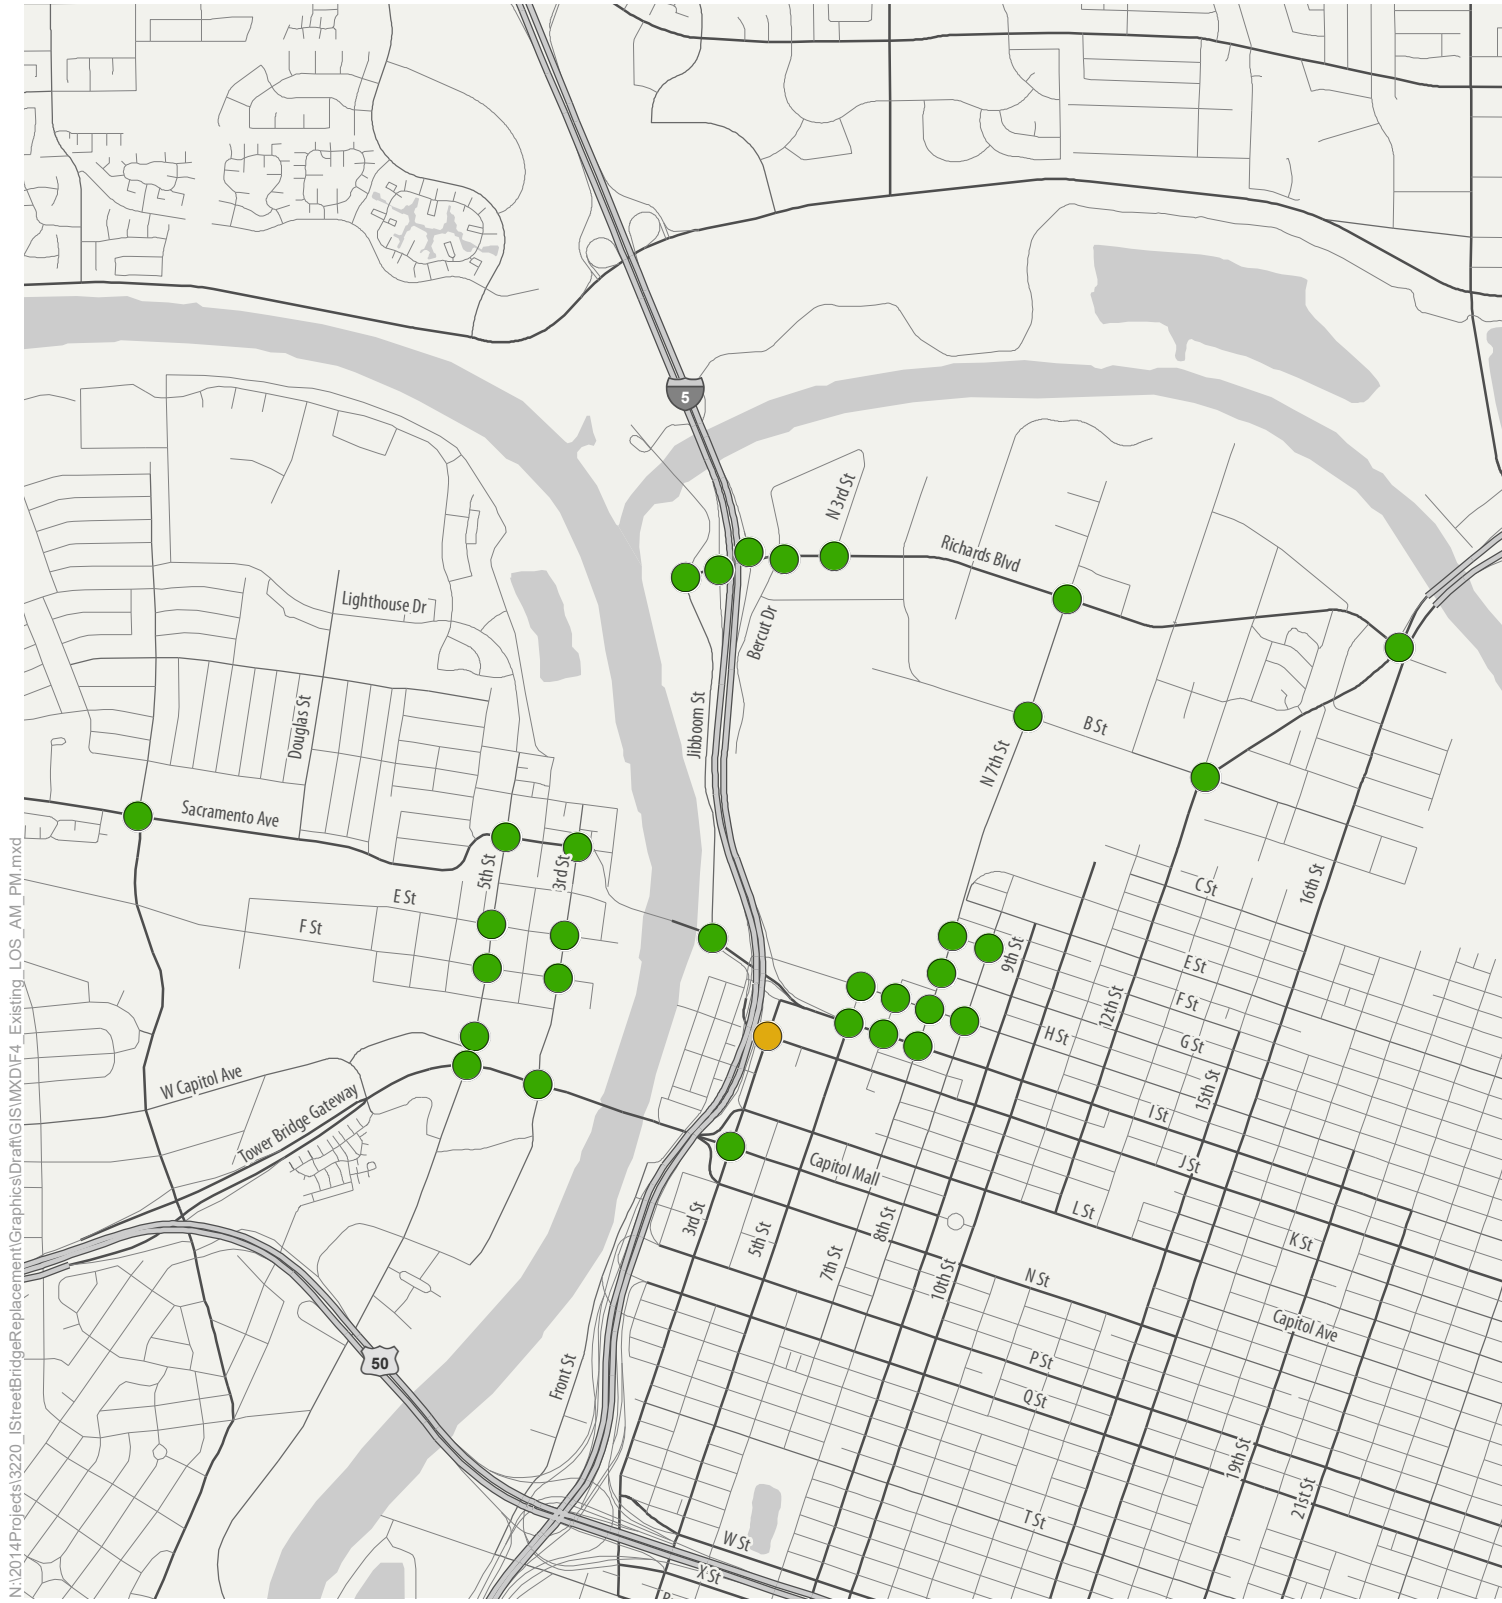 5
N 3rd St
Richards Blvd
Lighthouse Dr
Bercut Dr
Jibboom St
Douglas St
B St
N 7th St
Sacramento Ave
5th St
3rd St
E St
F St
C St
16th St
9th St
E St
F St
12th St
G St
H St
15th St
I St
W Capitol Ave
Tower Bridge Gateway
J St
Capitol Mall
L St
K St
3rd St
5th St
8th St
7th St
10th St
N St
Capitol Ave
50
Front St
P St
Q St
19th St
21st St
T St
W St
X St
N:\2014Projects\3220_IStreetBridgeReplacement\Graphics\Draft\GIS\MXD\F4_Existing_LOS_AM_PM.mxd